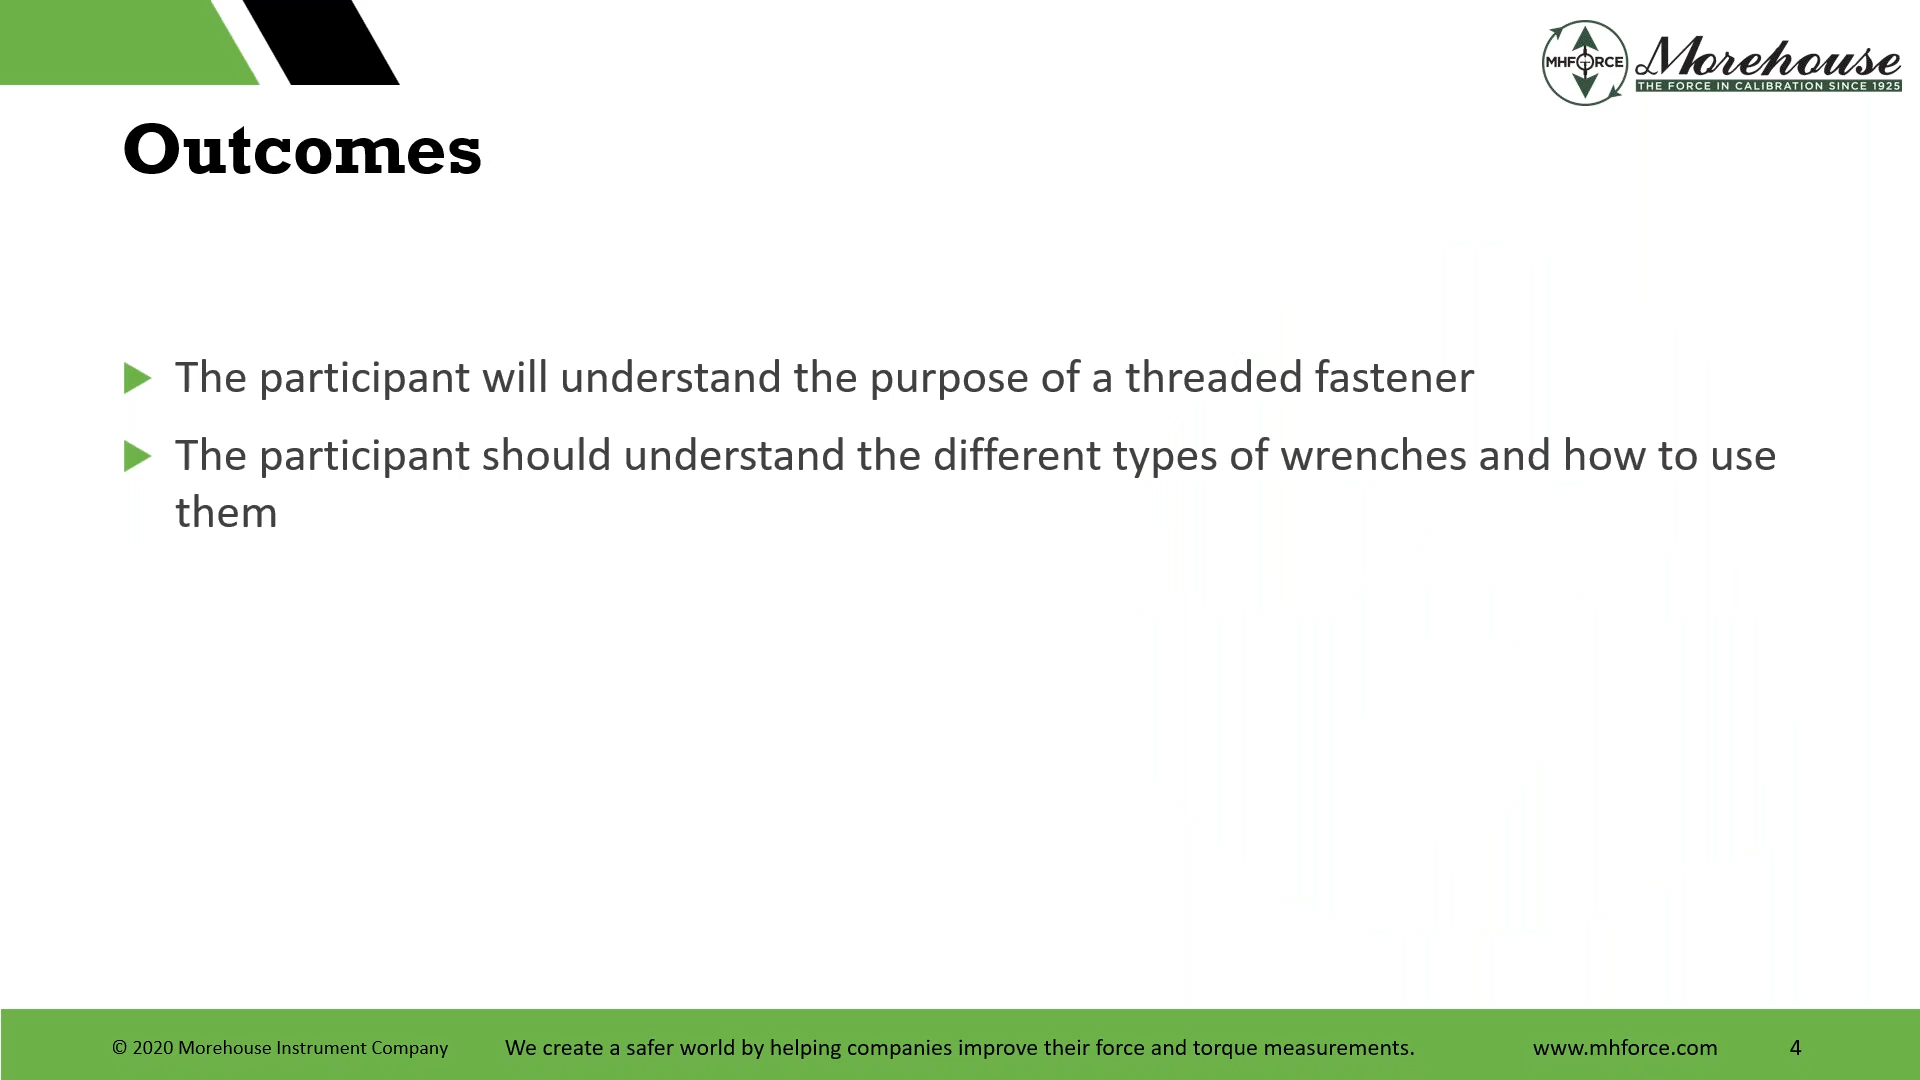 MHFORCE
Morehouse
THE FORCE IN CALIBRATION SINCE 1925
Outcomes
The participant will understand the purpose of a threaded fastener
The participant should understand the different types of wrenches and how to use
them
© 2020 Morehouse Instrument Company
We create a safer world by helping companies improve their force and torque measurements.
www.mhforce.com
4